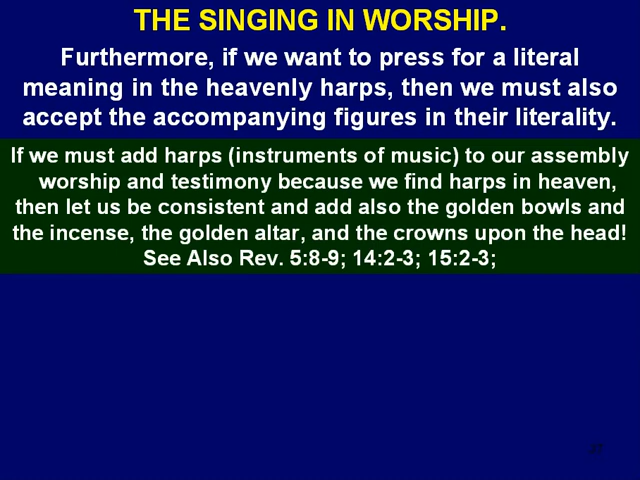 THE SINGING IN WORSHIP.
Furthermore, if we want to press for a literal
meaning in the heavenly harps, then we must also
accept the accompanying figures in their literality.
If we must add harps (instruments of music) to our assembly
worship and testimony because we find harps in heaven,
then let us be consistent and add also the golden bowls and
the incense, the golden altar, and the crowns upon the head!
See Also Rev. 5:8-9; 14:2-3; 15:2-3;